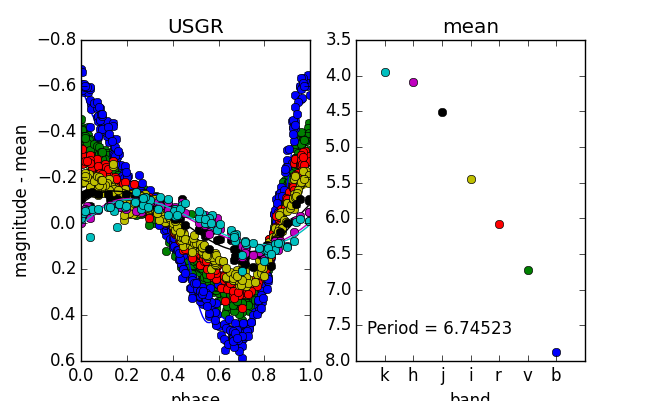 USGR
mean
−0.8
−0.6
−0.4
−0.2
0.0
0.2
0.4
0.6
magnitude - mean
0.0 0.2 0.4 0.6 0.8 1.0
phase
3.5
4.0
4.5
5.0
5.5
6.0
6.5
7.0
7.5
8.0
Period = 6.74523
k h j i r v b
band